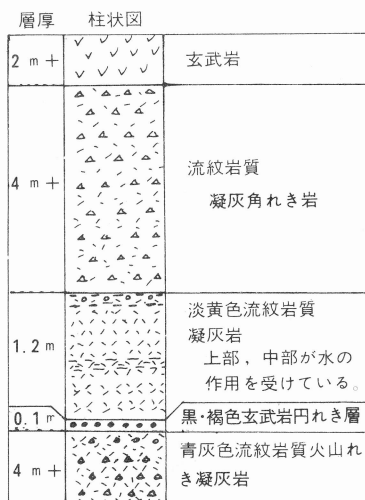 層厚 柱状図
2 m + 玄武岩
4 m + 流紋岩質
凝灰角れき岩
1.2 m 淡黄色流紋岩質
凝灰岩
上部，中部が水の
作用を受けている。
0.1 m 黒・褐色玄武岩円れき層
4 m + 青灰色流紋岩質火山れ
き凝灰岩